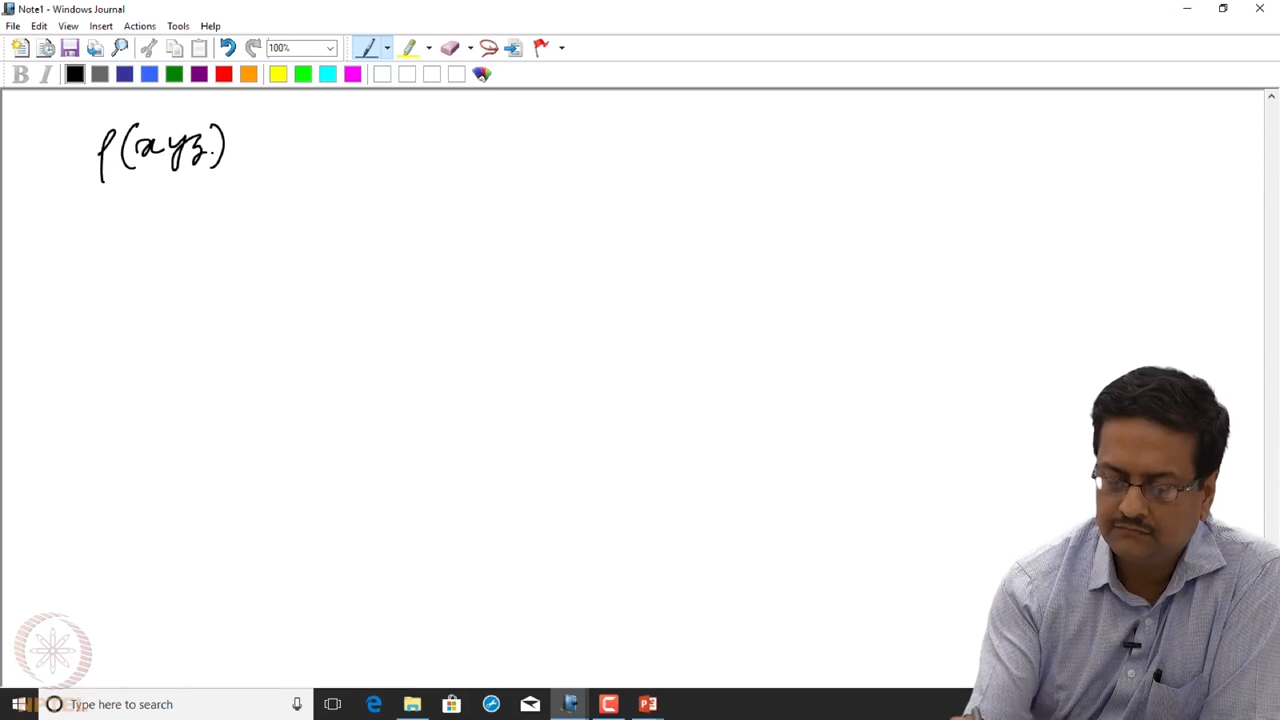 Note1 - Windows Journal
File Edit View Insert Actions Tools Help
100%
B I
f(xyz)
Type here to search